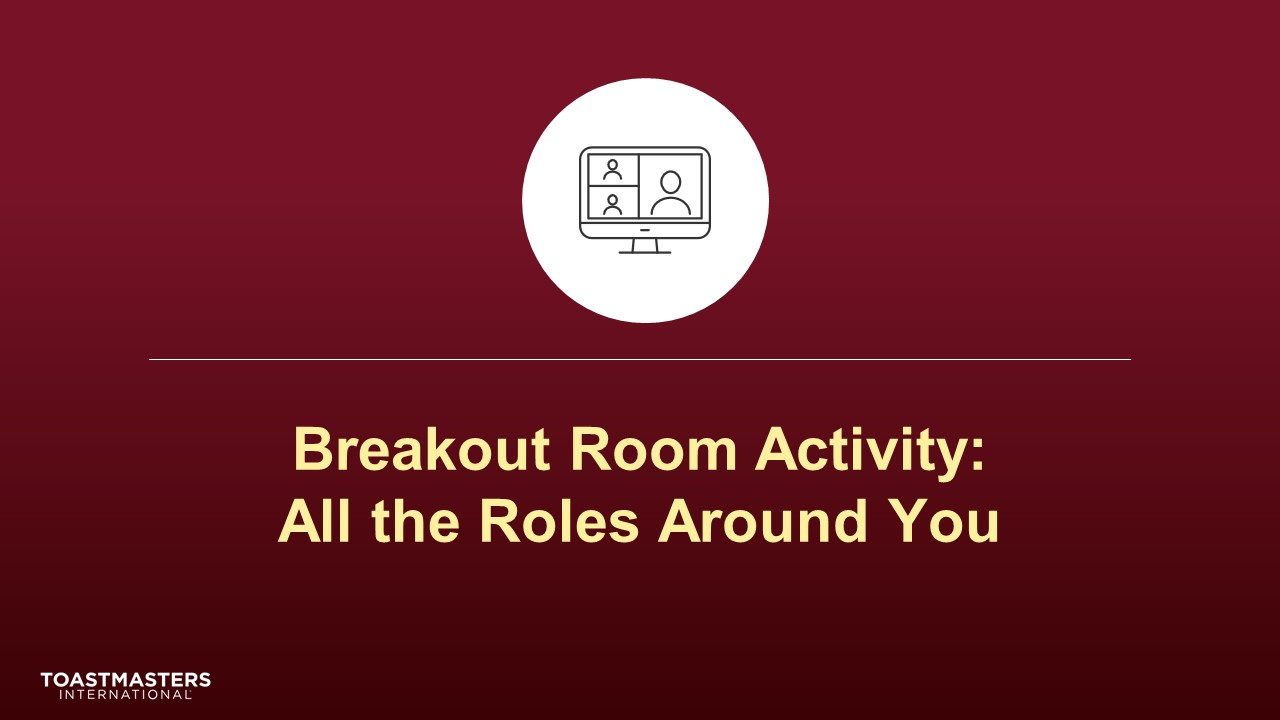 Breakout Room Activity:
All the Roles Around You
TOASTMASTERS
INTERNATIONAL